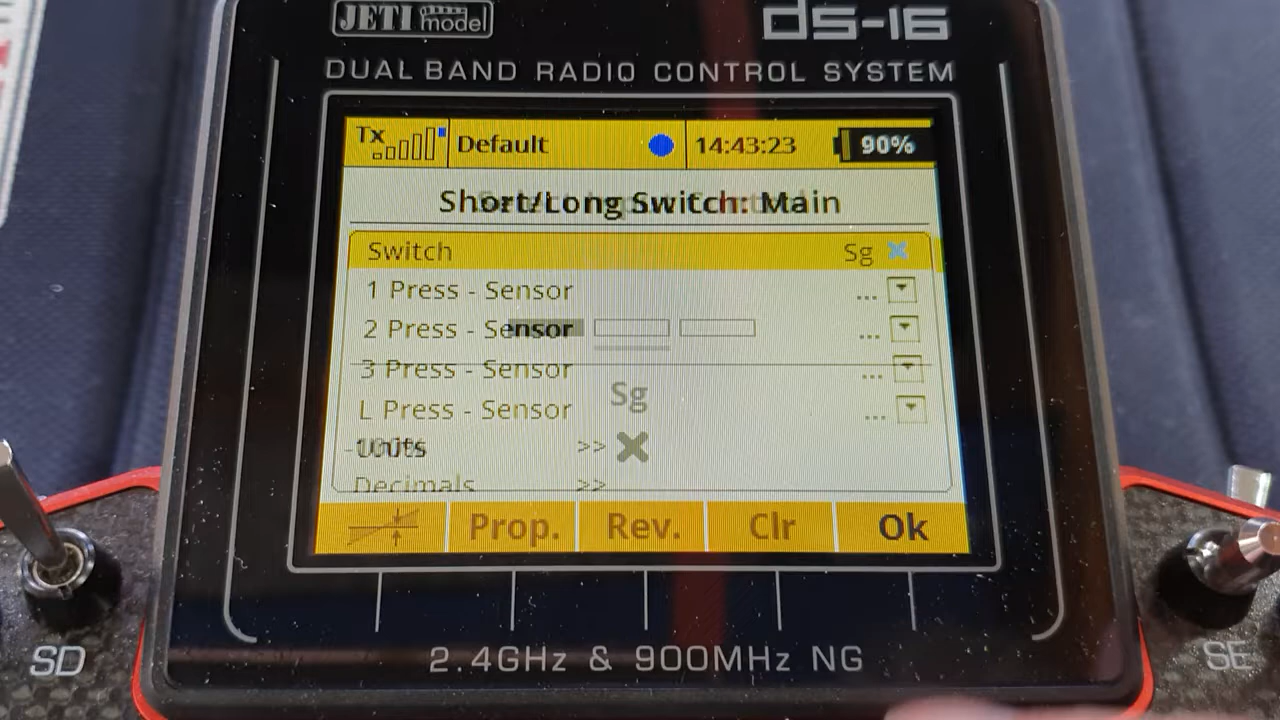 JETI model
DS-16
DUAL BAND RADIO CONTROL SYSTEM
Tx Default 14:43:23 90%
Short/Long Switch: Main
Switch Sg
1 Press - Sensor ...
2 Press - Sensor ...
3 Press - Sensor ...
L Press - Sensor ...
Sg
Units >>
Decimals >>
Prop. Rev. Clr Ok
2.4GHz & 900MHz NG
SD
SE